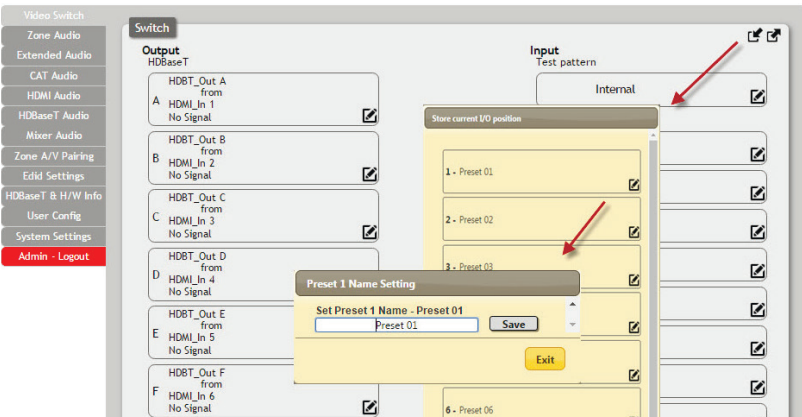 Video Switch
Zone Audio
Extended Audio
CAT Audio
HDMI Audio
HDBaseT Audio
Mixer Audio
Zone A/V Pairing
Edid Settings
HDBaseT & H/W Info
User Config
System Settings
Admin - Logout
Switch
Output
HDBaseT
A
HDBT_Out A
from
HDMI_In 1
No Signal
B
HDBT_Out B
from
HDMI_In 2
No Signal
C
HDBT_Out C
from
HDMI_In 3
No Signal
D
HDBT_Out D
from
HDMI_In 4
No Signal
E
HDBT_Out E
from
HDMI_In 5
No Signal
F
HDBT_Out F
from
HDMI_In 6
No Signal
Input
Test pattern
Internal
Store current I/O position
1 - Preset 01
2 - Preset 02
3 - Preset 03
6 - Preset 06
Preset 1 Name Setting
Set Preset 1 Name - Preset 01
Preset 01
Save
Exit